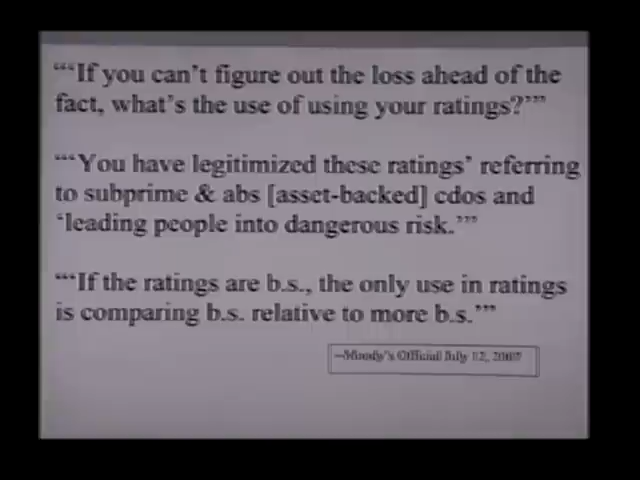 “‘If you can’t figure out the loss ahead of the
fact, what’s the use of using your ratings?’”
“‘You have legitimized these ratings’ referring
to subprime & abs [asset-backed] cdos and
‘leading people into dangerous risk.’”
“‘If the ratings are b.s., the only use in ratings
is comparing b.s. relative to more b.s.’”
--Moody’s Official July 12, 2007